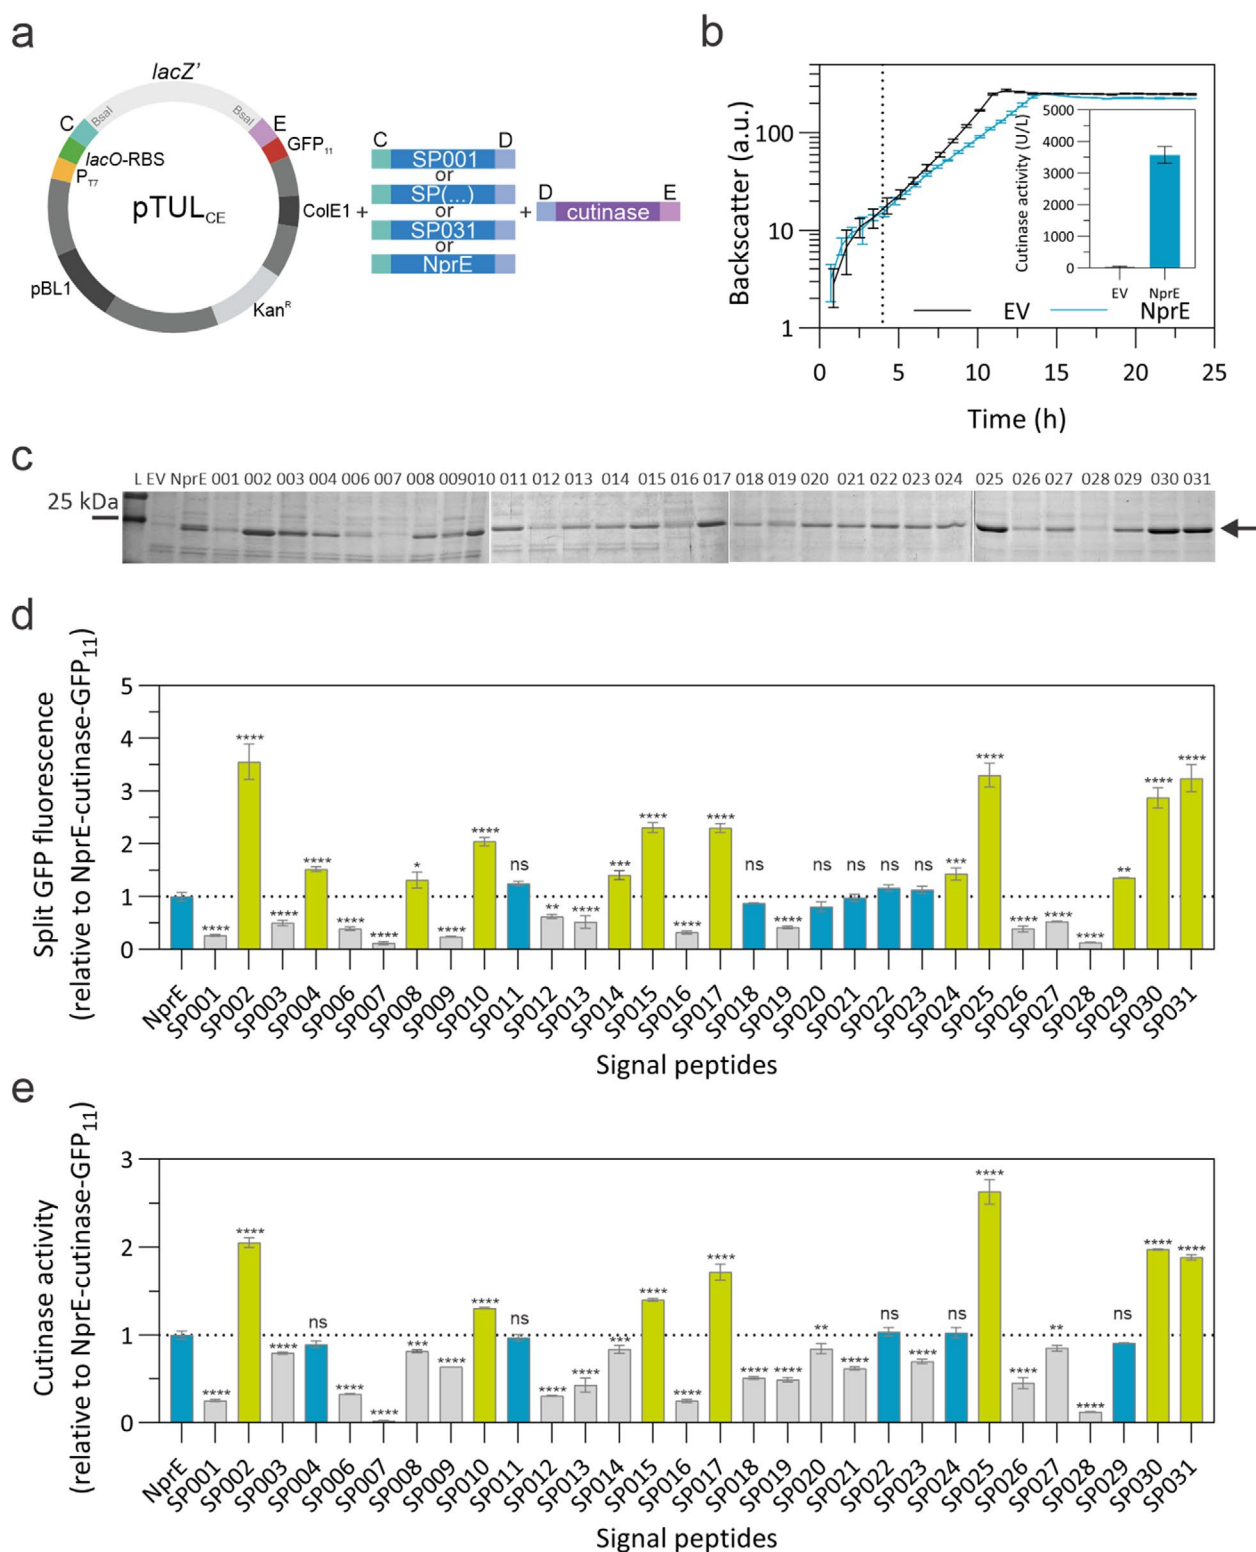 a
lacZ'
BsaI
BsaI
C
E
GFP11
lacO-RBS
PT7
pTULCE
ColE1
pBL1
KanR
+
C
D
SP001
or
SP(...)
or
SP031
or
NprE
+
D
E
cutinase
b
Backscatter (a.u.)
100
10
1
0
5
10
15
20
25
Time (h)
EV
NprE
Cutinase activity (U/L)
5000
4000
3000
2000
1000
0
EV
NprE
c
L EV NprE 001 002 003 004 006 007 008 009 010 011 012 013 014 015 016 017 018 019 020 021 022 023 024 025 026 027 028 029 030 031
25 kDa
d
Split GFP fluorescence
(relative to NprE-cutinase-GFP11)
5
4
3
2
1
0
**** **** **** **** **** **** * **** **** ns ** **** *** **** **** **** ns **** ns ns ns ns *** **** **** **** **** ** **** ****
NprE SP001 SP002 SP003 SP004 SP006 SP007 SP008 SP009 SP010 SP011 SP012 SP013 SP014 SP015 SP016 SP017 SP018 SP019 SP020 SP021 SP022 SP023 SP024 SP025 SP026 SP027 SP028 SP029 SP030 SP031
Signal peptides
e
Cutinase activity
(relative to NprE-cutinase-GFP11)
3
2
1
0
**** **** **** ns **** **** *** **** **** ns **** **** *** **** **** **** **** **** ** **** ns **** ns **** **** ** **** ns **** ****
NprE SP001 SP002 SP003 SP004 SP006 SP007 SP008 SP009 SP010 SP011 SP012 SP013 SP014 SP015 SP016 SP017 SP018 SP019 SP020 SP021 SP022 SP023 SP024 SP025 SP026 SP027 SP028 SP029 SP030 SP031
Signal peptides